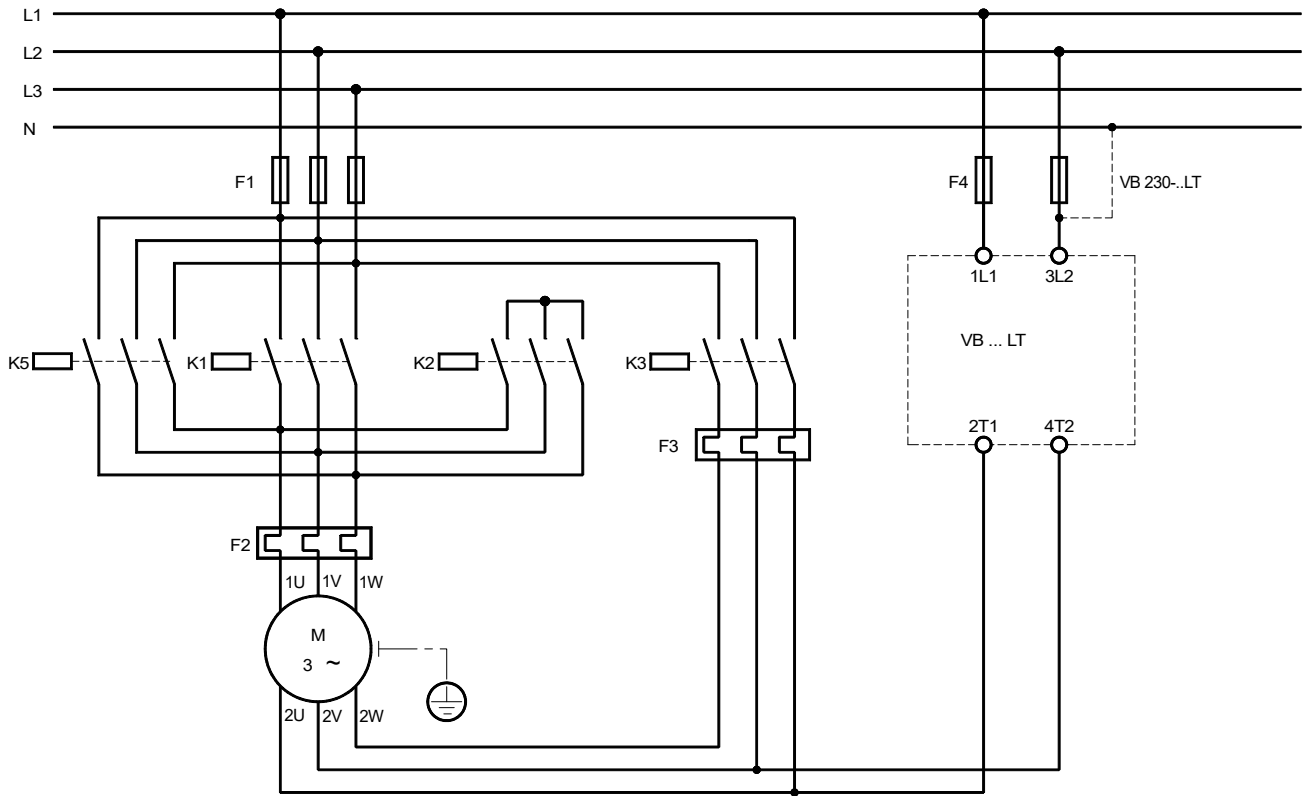 L1
L2
L3
N
F1
F4
VB 230-..LT
1L1
3L2
VB ... LT
K5
K1
K2
K3
2T1
4T2
F3
F2
1U
1V
1W
M
3 ~
2U
2V
2W